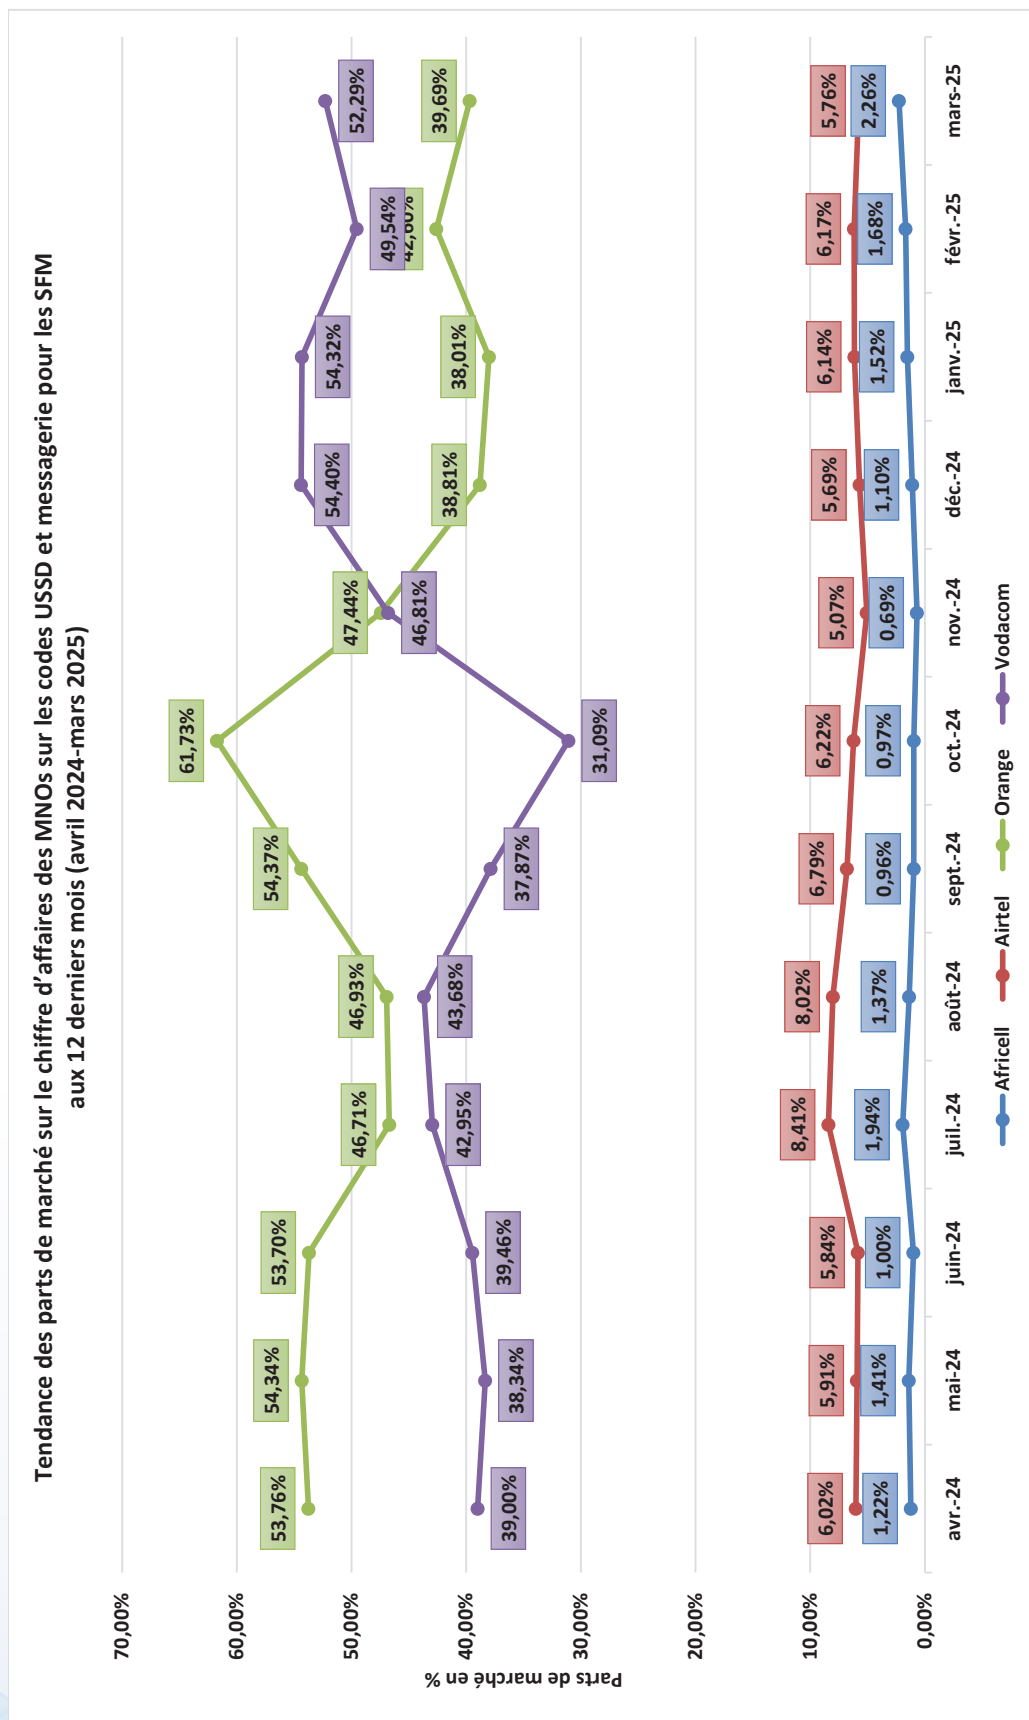 Tendance des parts de marché sur le chiffre d'affaires des MNOs sur les codes USSD et messagerie pour les SFM
aux 12 derniers mois (avril 2024-mars 2025)
Parts de marché en %
70,00%
60,00%
50,00%
40,00%
30,00%
20,00%
10,00%
0,00%
53,76% 54,34% 53,70% 46,71% 46,93% 54,37% 61,73% 47,44% 38,81% 38,01% 42,60% 39,69%
39,00% 38,34% 39,46% 42,95% 43,68% 37,87% 31,09% 46,81% 54,40% 54,32% 49,54% 52,29%
6,02% 5,91% 5,84% 8,41% 8,02% 6,79% 6,22% 5,07% 5,69% 6,14% 6,17% 5,76%
1,22% 1,41% 1,00% 1,94% 1,37% 0,96% 0,97% 0,69% 1,10% 1,52% 1,68% 2,26%
avr.-24 mai-24 juin-24 juil.-24 août-24 sept.-24 oct.-24 nov.-24 déc.-24 janv.-25 févr.-25 mars-25
Africell Airtel Orange Vodacom